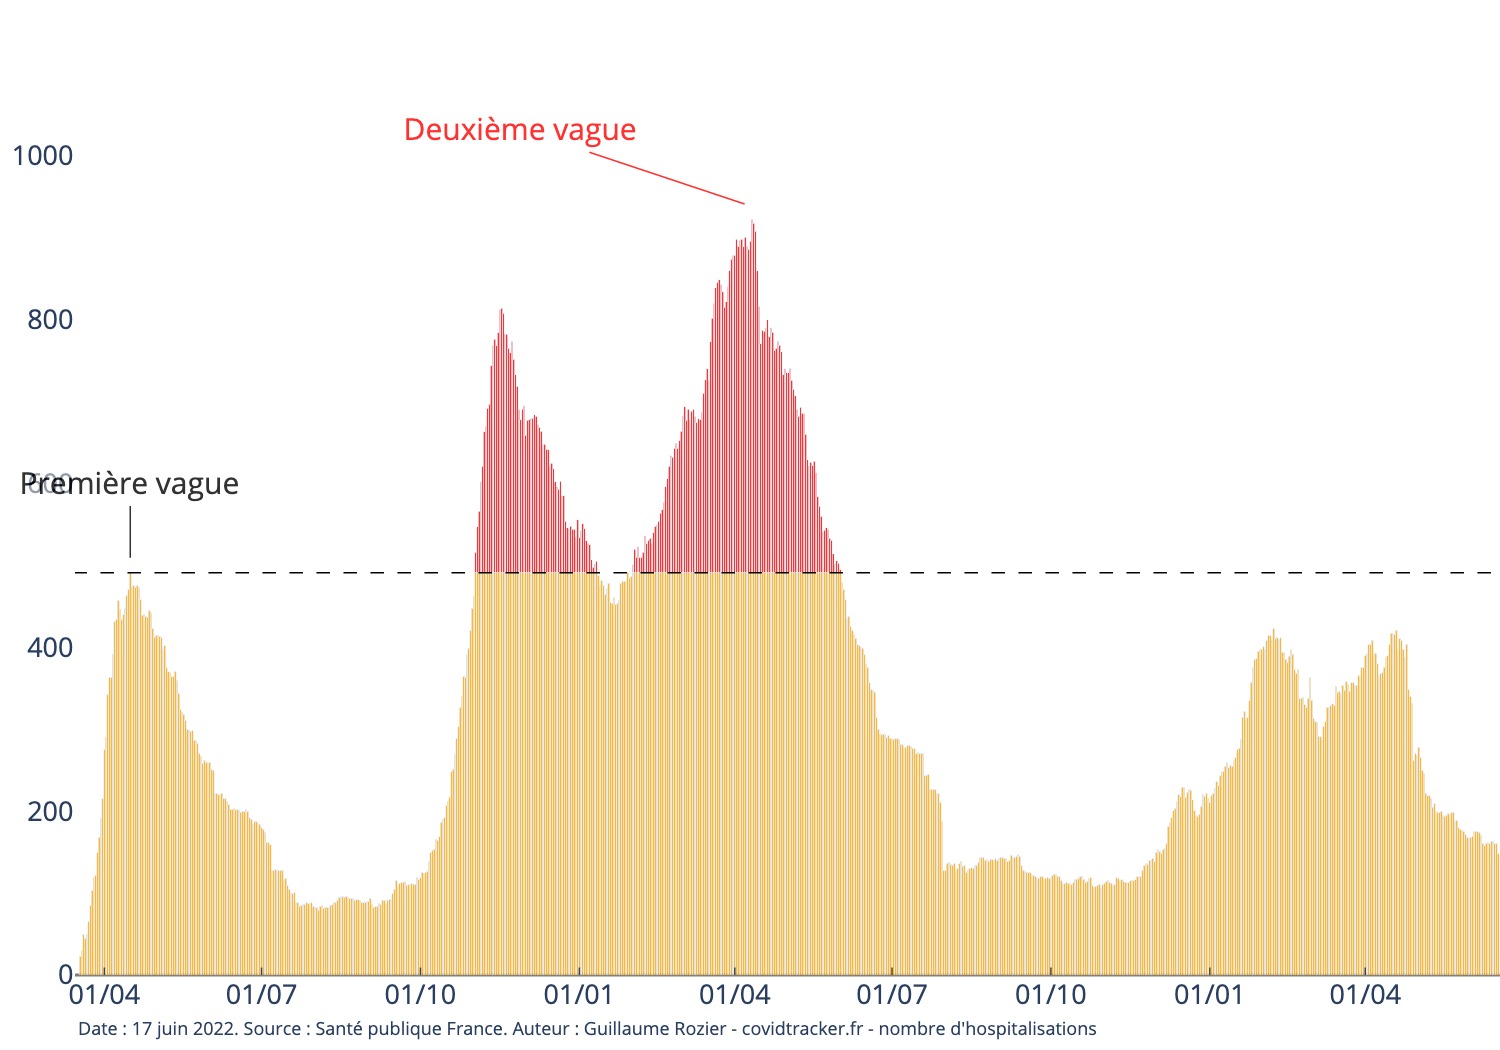 Deuxième vague
1000
800
600
Première vague
400
200
0
01/04 01/07 01/10 01/01 01/04 01/07 01/10 01/01 01/04
Date : 17 juin 2022. Source : Santé publique France. Auteur : Guillaume Rozier - covidtracker.fr - nombre d'hospitalisations